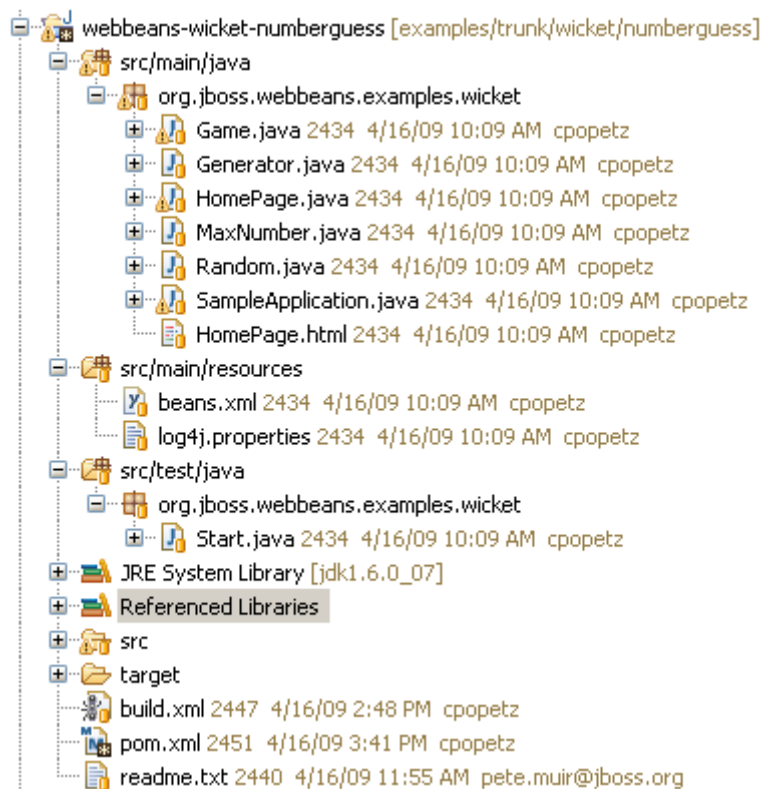 webbeans-wicket-numberguess [examples/trunk/wicket/numberguess]
src/main/java
org.jboss.webbeans.examples.wicket
Game.java 2434 4/16/09 10:09 AM cpopetz
Generator.java 2434 4/16/09 10:09 AM cpopetz
HomePage.java 2434 4/16/09 10:09 AM cpopetz
MaxNumber.java 2434 4/16/09 10:09 AM cpopetz
Random.java 2434 4/16/09 10:09 AM cpopetz
SampleApplication.java 2434 4/16/09 10:09 AM cpopetz
HomePage.html 2434 4/16/09 10:09 AM cpopetz
src/main/resources
beans.xml 2434 4/16/09 10:09 AM cpopetz
log4j.properties 2434 4/16/09 10:09 AM cpopetz
src/test/java
org.jboss.webbeans.examples.wicket
Start.java 2434 4/16/09 10:09 AM cpopetz
JRE System Library [jdk1.6.0_07]
Referenced Libraries
src
target
build.xml 2447 4/16/09 2:48 PM cpopetz
pom.xml 2451 4/16/09 3:41 PM cpopetz
readme.txt 2440 4/16/09 11:55 AM pete.muir@jboss.org